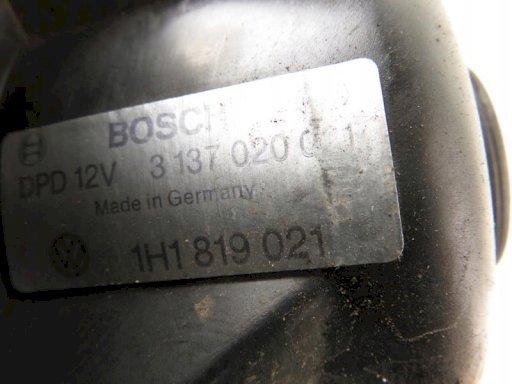 BOSCH
DPD 12V 3 137 020
Made in Germany
1H1 819 021